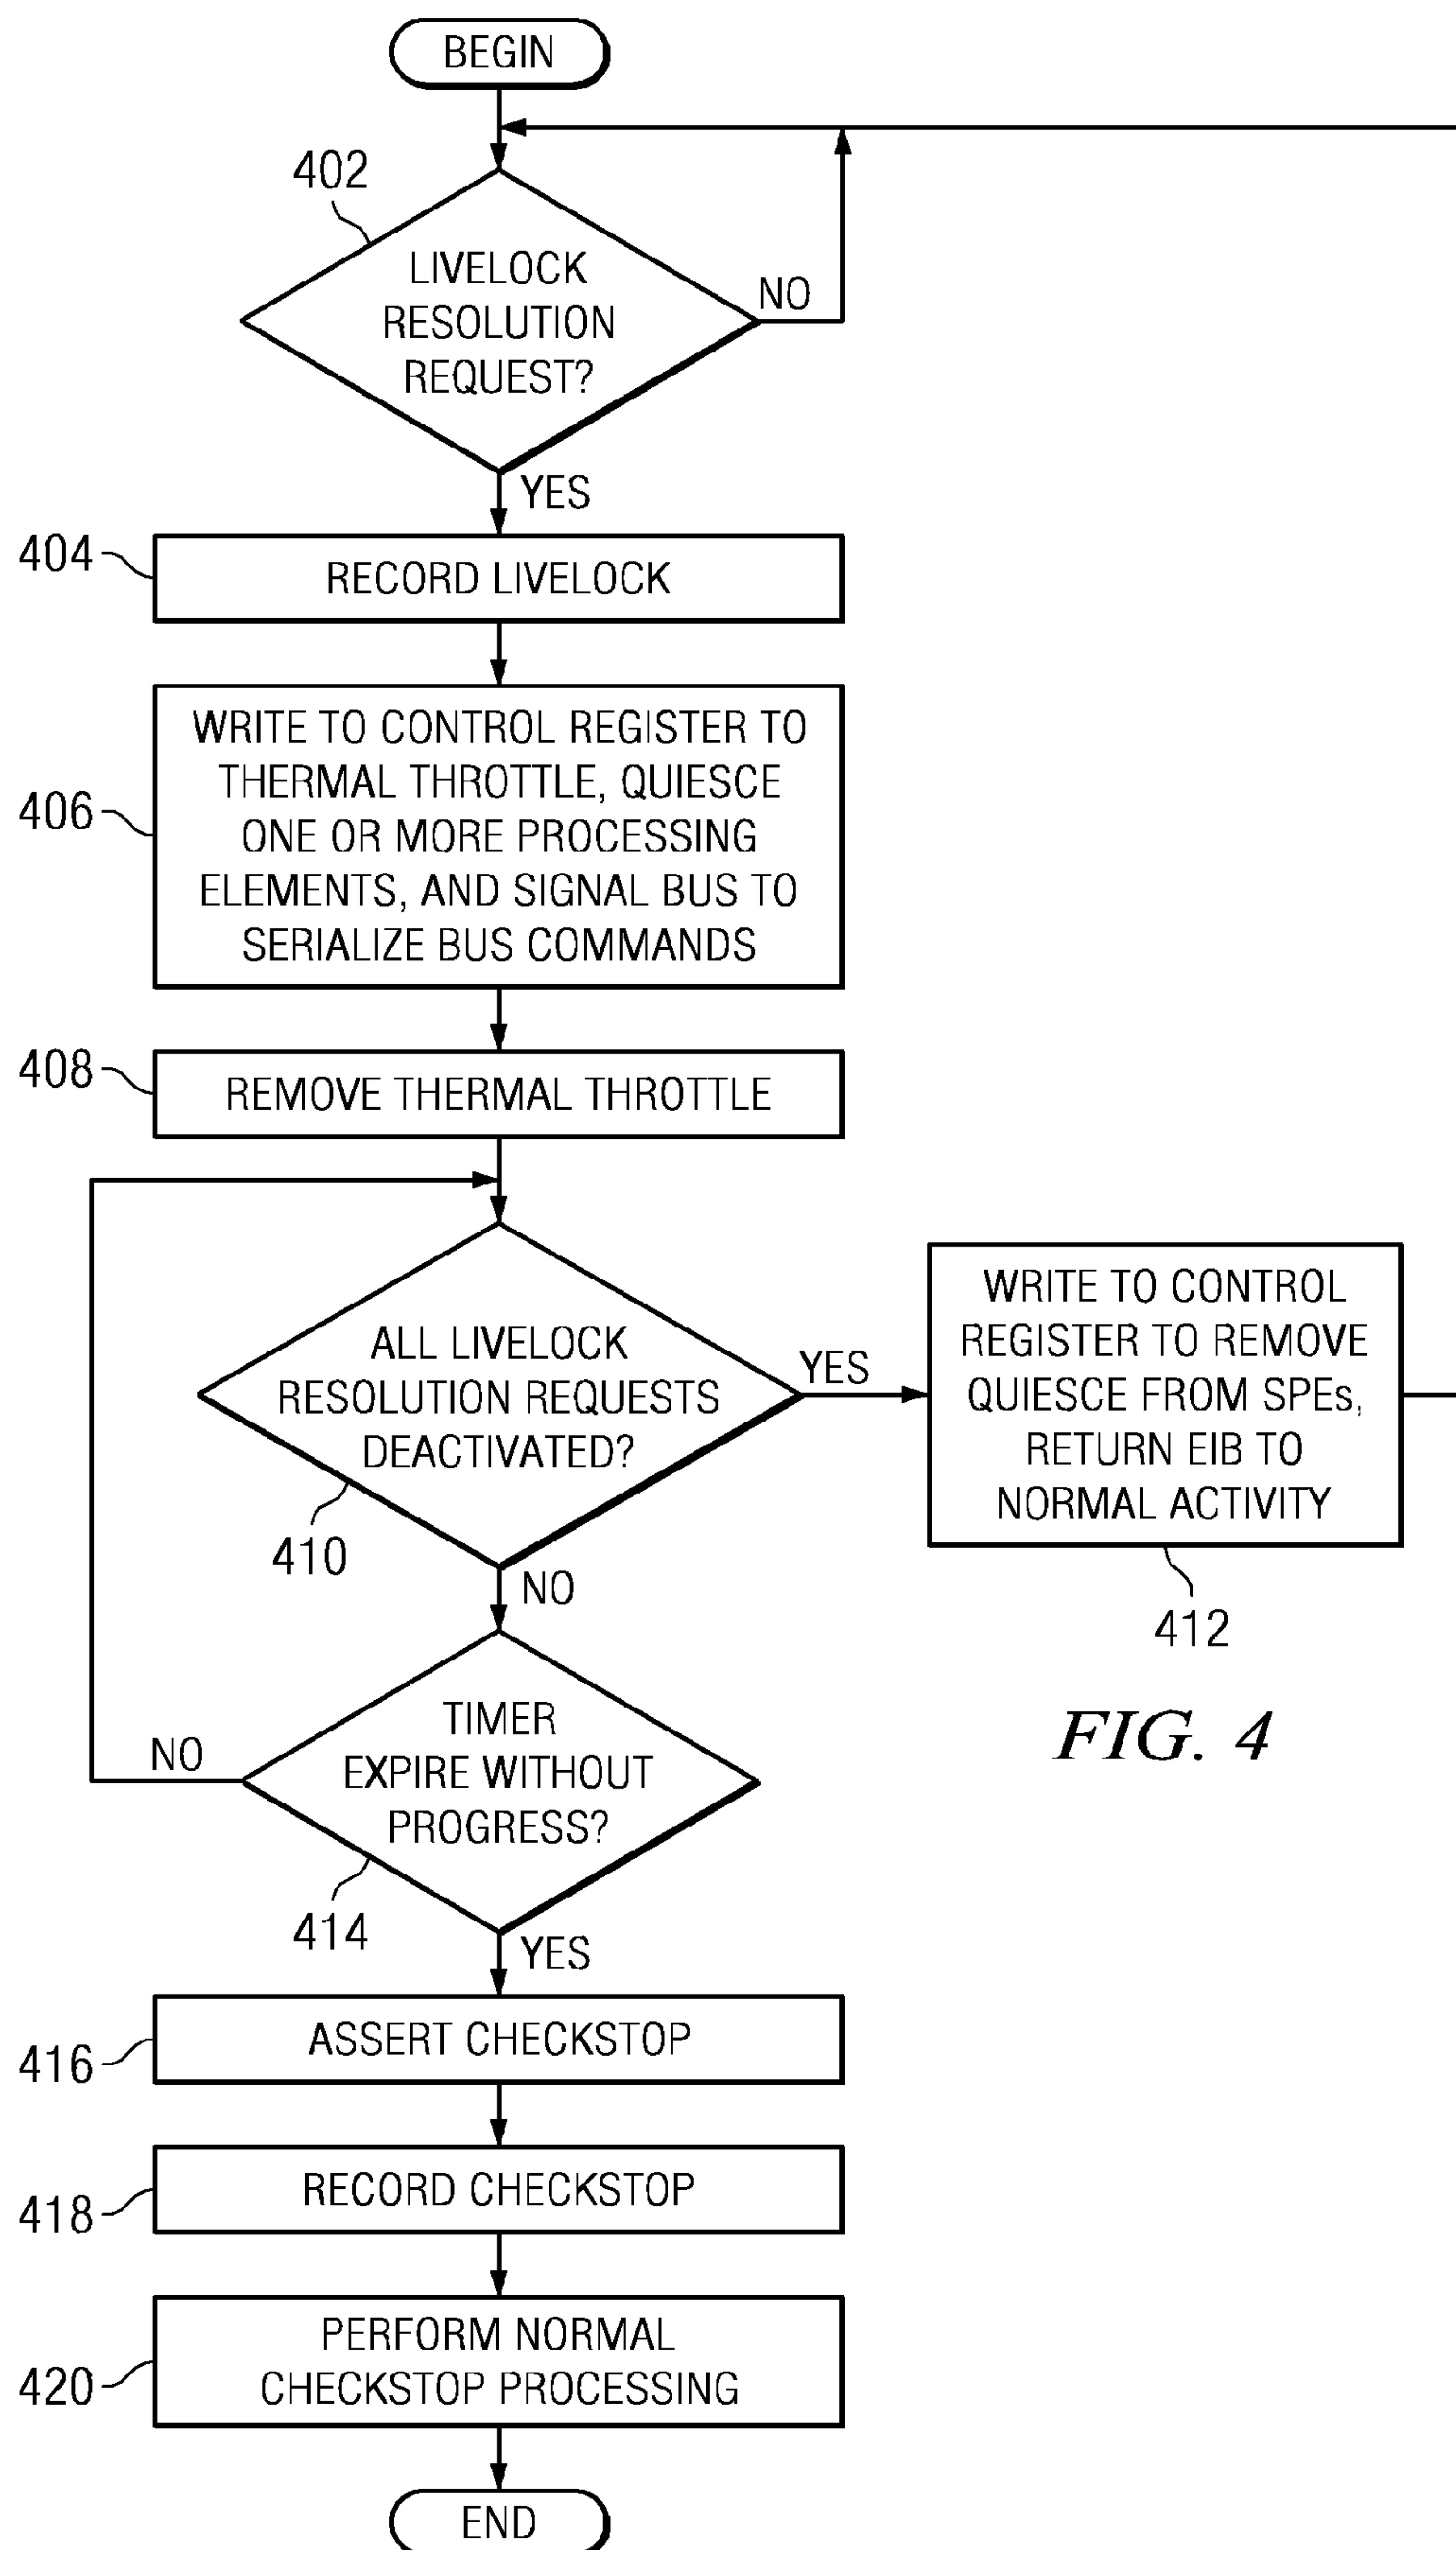 BEGIN
402
LIVELOCK
RESOLUTION
REQUEST?
NO
YES
404
RECORD LIVELOCK
406
WRITE TO CONTROL REGISTER TO
THERMAL THROTTLE, QUIESCE
ONE OR MORE PROCESSING
ELEMENTS, AND SIGNAL BUS TO
SERIALIZE BUS COMMANDS
408
REMOVE THERMAL THROTTLE
ALL LIVELOCK
RESOLUTION REQUESTS
DEACTIVATED?
410
YES
WRITE TO CONTROL
REGISTER TO REMOVE
QUIESCE FROM SPEs,
RETURN EIB TO
NORMAL ACTIVITY
412
NO
TIMER
EXPIRE WITHOUT
PROGRESS?
414
NO
YES
FIG. 4
416
ASSERT CHECKSTOP
418
RECORD CHECKSTOP
420
PERFORM NORMAL
CHECKSTOP PROCESSING
END